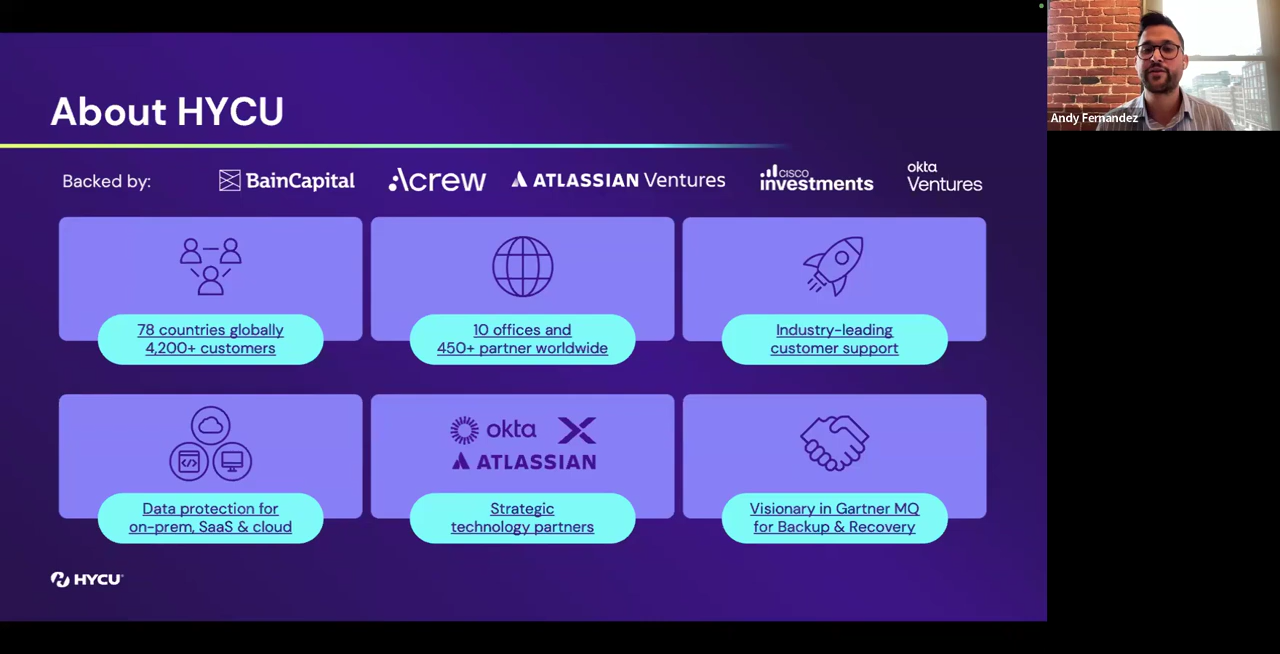 About HYCU
Backed by:
BainCapital
Acrew
ATLASSIAN Ventures
CISCO
investments
okta
Ventures
78 countries globally
4,200+ customers
10 offices and
450+ partner worldwide
Industry-leading
customer support
okta
ATLASSIAN
Data protection for
on-prem, SaaS & cloud
Strategic
technology partners
Visionary in Gartner MQ
for Backup & Recovery
HYCU
Andy Fernandez